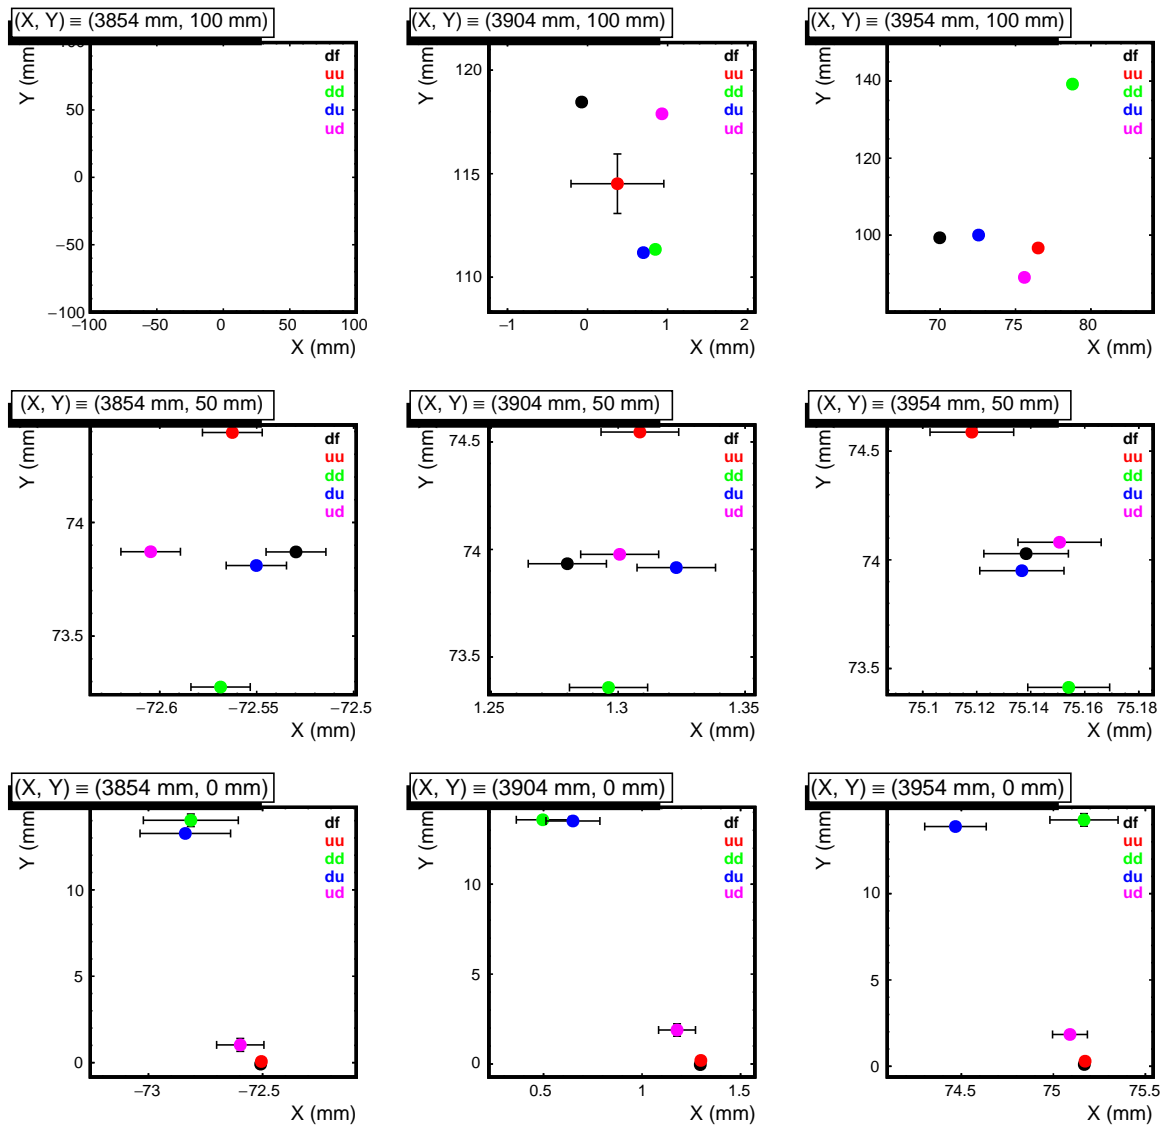 (X, Y) ≡ (3854 mm, 100 mm)
Y (mm
100
50
0
−50
−100
−100
−50
0
50
100
X (mm)
df
uu
dd
du
ud
(X, Y) ≡ (3904 mm, 100 mm)
Y (mm
120
115
110
−1
0
1
2
X (mm)
df
uu
dd
du
ud
(X, Y) ≡ (3954 mm, 100 mm)
Y (mm
140
120
100
70
75
80
X (mm)
df
uu
dd
du
ud
(X, Y) ≡ (3854 mm, 50 mm)
Y (mm
74
73.5
−72.6
−72.55
−72.5
X (mm)
df
uu
dd
du
ud
(X, Y) ≡ (3904 mm, 50 mm)
Y (mm
74.5
74
73.5
1.25
1.3
1.35
X (mm)
df
uu
dd
du
ud
(X, Y) ≡ (3954 mm, 50 mm)
Y (mm
74.5
74
73.5
75.1
75.12
75.14
75.16
75.18
X (mm)
df
uu
dd
du
ud
(X, Y) ≡ (3854 mm, 0 mm)
Y (mm
10
5
0
−73
−72.5
X (mm)
df
uu
dd
du
ud
(X, Y) ≡ (3904 mm, 0 mm)
Y (mm
10
5
0
0.5
1
1.5
X (mm)
df
uu
dd
du
ud
(X, Y) ≡ (3954 mm, 0 mm)
Y (mm
10
5
0
74.5
75
75.5
X (mm)
df
uu
dd
du
ud